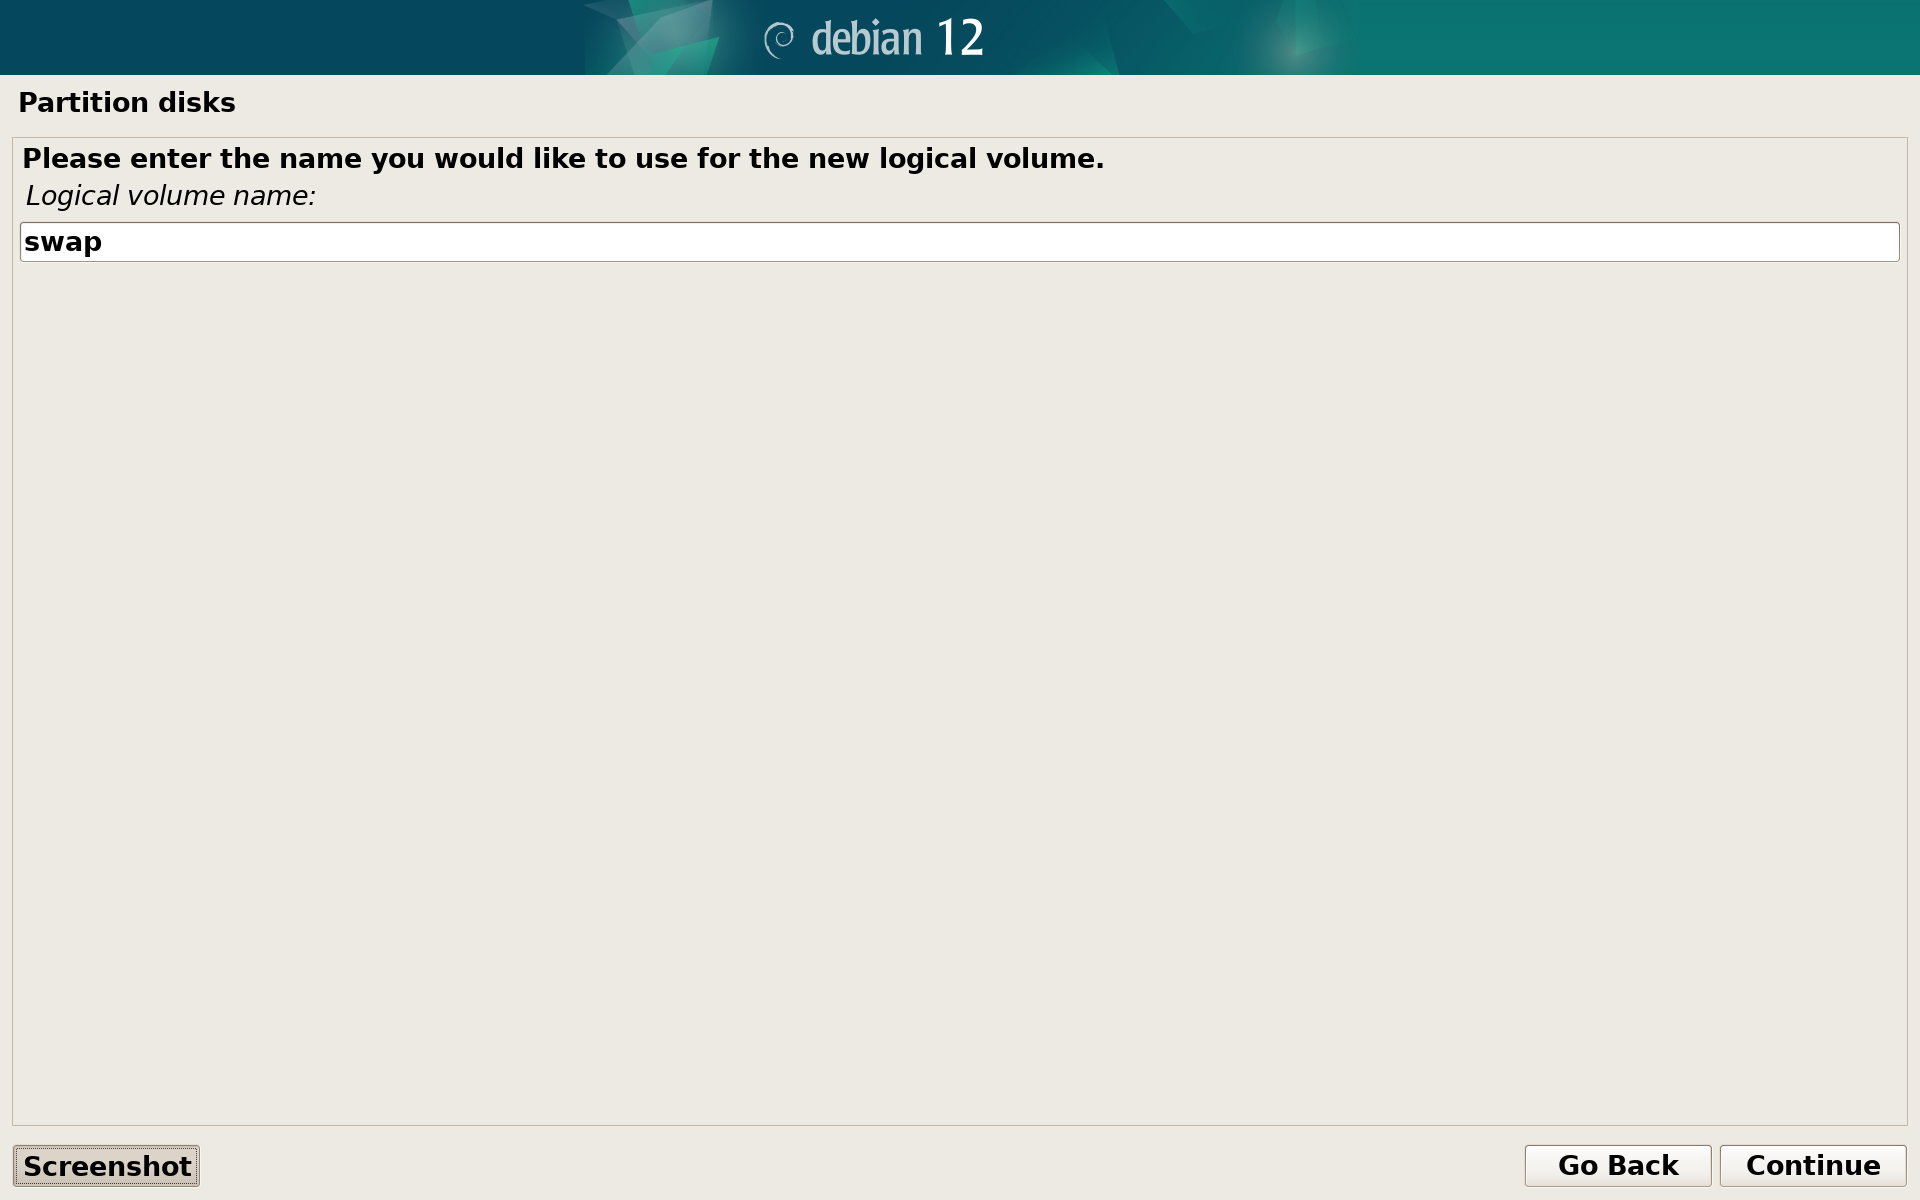 debian 12
Partition disks
Please enter the name you would like to use for the new logical volume.
Logical volume name:
swap
Screenshot
Go Back
Continue